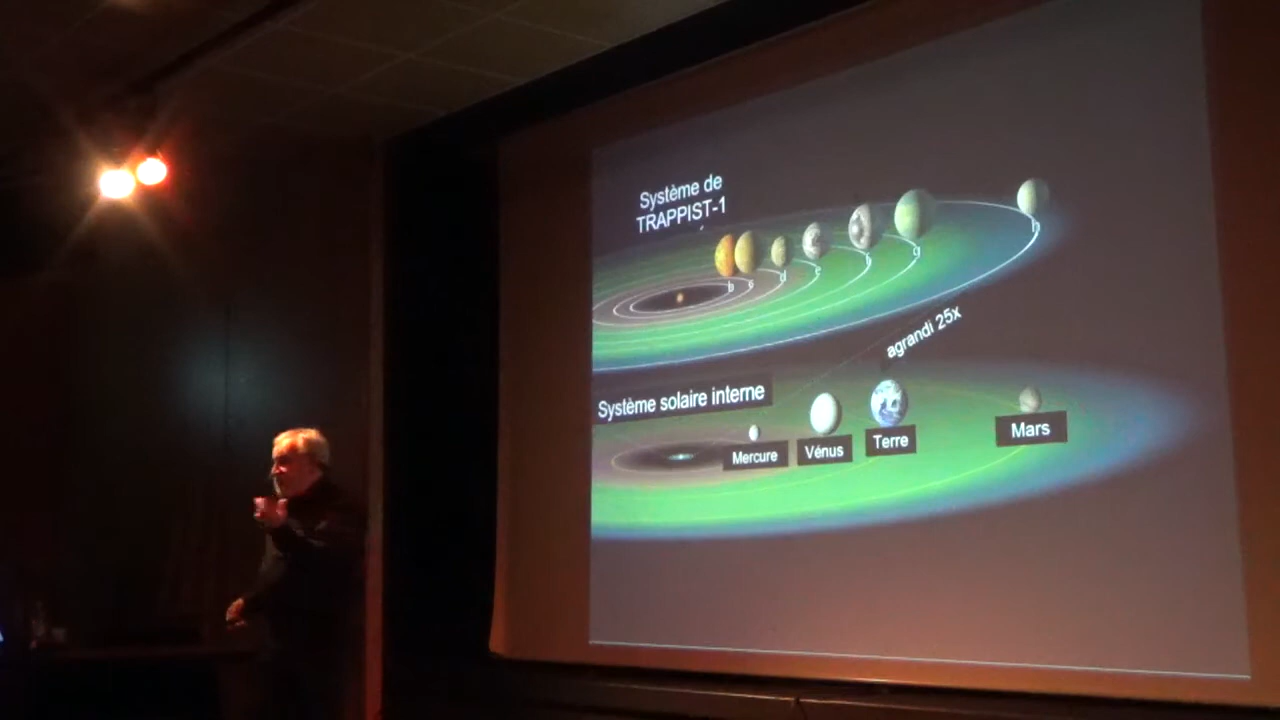 Système de
TRAPPIST-1
b
c
d
e
g
h
agrandi 25x
Système solaire interne
Mercure
Vénus
Terre
Mars